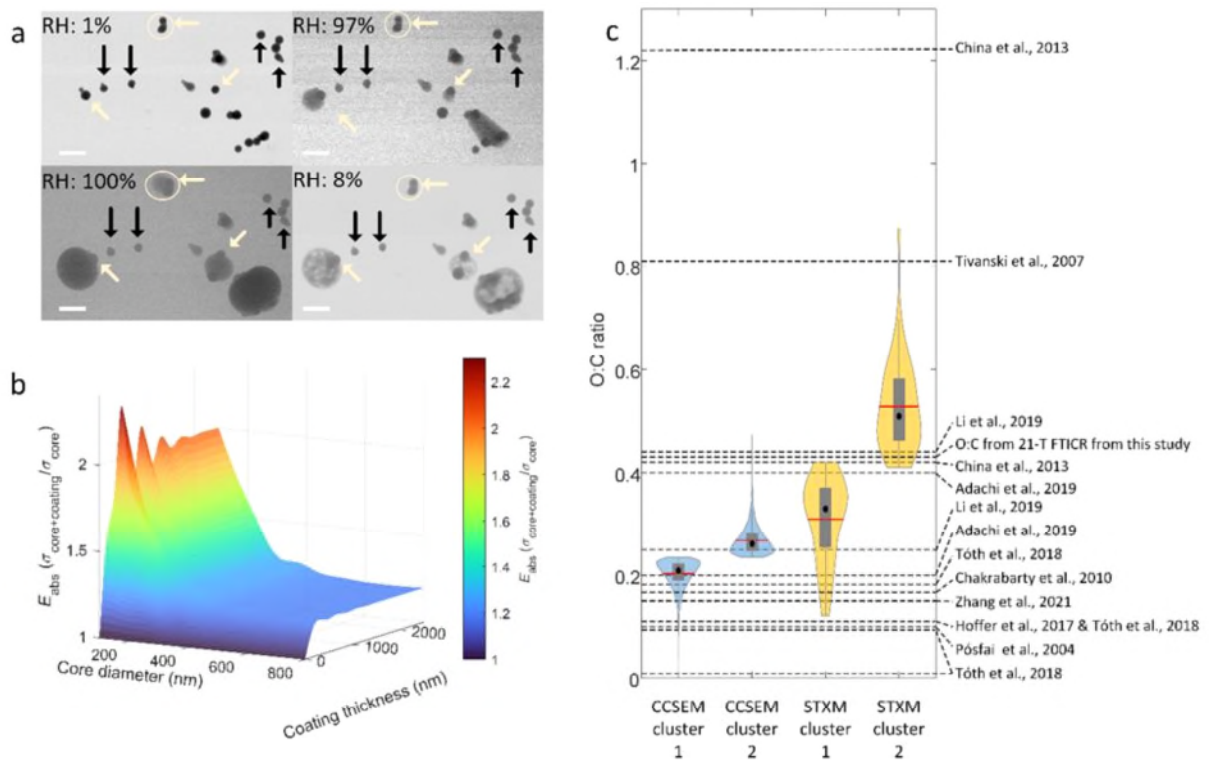 a
RH: 1%
RH: 97%
RH: 100%
RH: 8%
b
E_abs (σ_core+coating/σ_core)
2
1.5
1
200
400
600
800
Core diameter (nm)
0
1000
2000
Coating thickness (nm)
2.2
2
1.8
1.6
1.4
1.2
1
E_abs (σ_core+coating/σ_core)
c
O:C ratio
1.2
1
0.8
0.6
0.4
0.2
0
China et al., 2013
Tivanski et al., 2007
Li et al., 2019
O:C from 21-T FTICR from this study
China et al., 2013
Adachi et al., 2019
Li et al., 2019
Adachi et al., 2019
Tóth et al., 2018
Chakrabarty et al., 2010
Zhang et al., 2021
Hoffer et al., 2017 & Tóth et al., 2018
Pósfai et al., 2004
Tóth et al., 2018
CCSEM
cluster
1
CCSEM
cluster
2
STXM
cluster
1
STXM
cluster
2